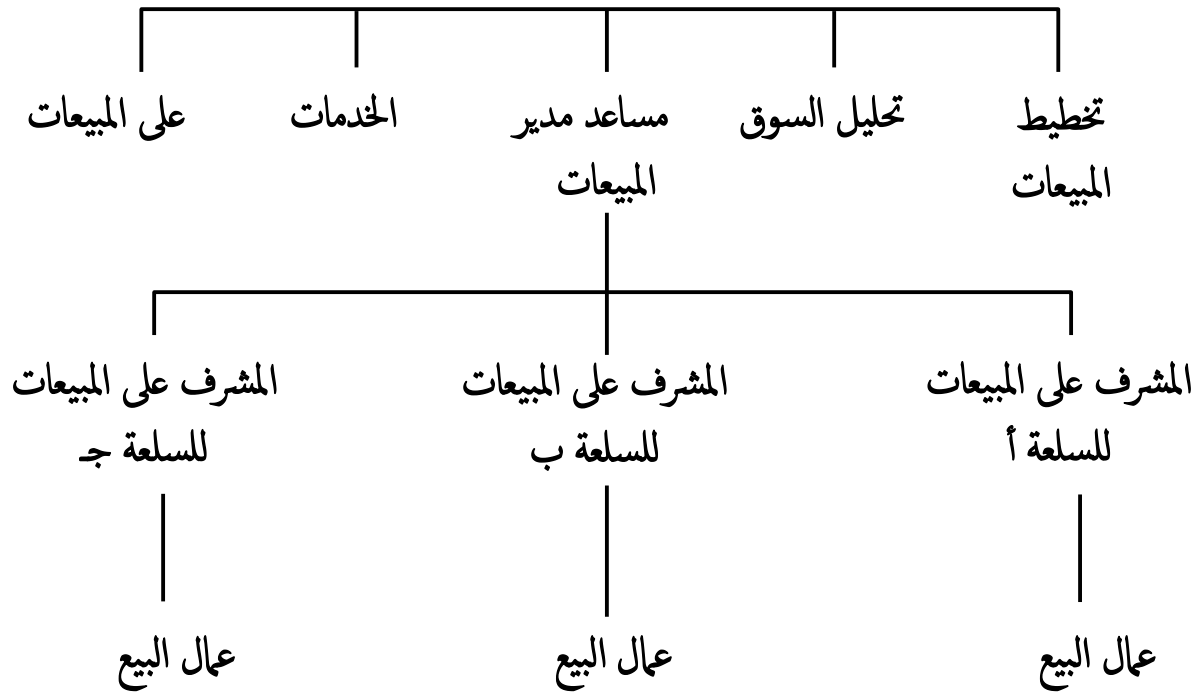 تخطيط
المبيعات
تحليل السوق
مساعد مدير
المبيعات
الخدمات
على المبيعات
المشرف على المبيعات
للسلعة أ
المشرف على المبيعات
للسلعة ب
المشرف على المبيعات
للسلعة جـ
عمال البيع
عمال البيع
عمال البيع